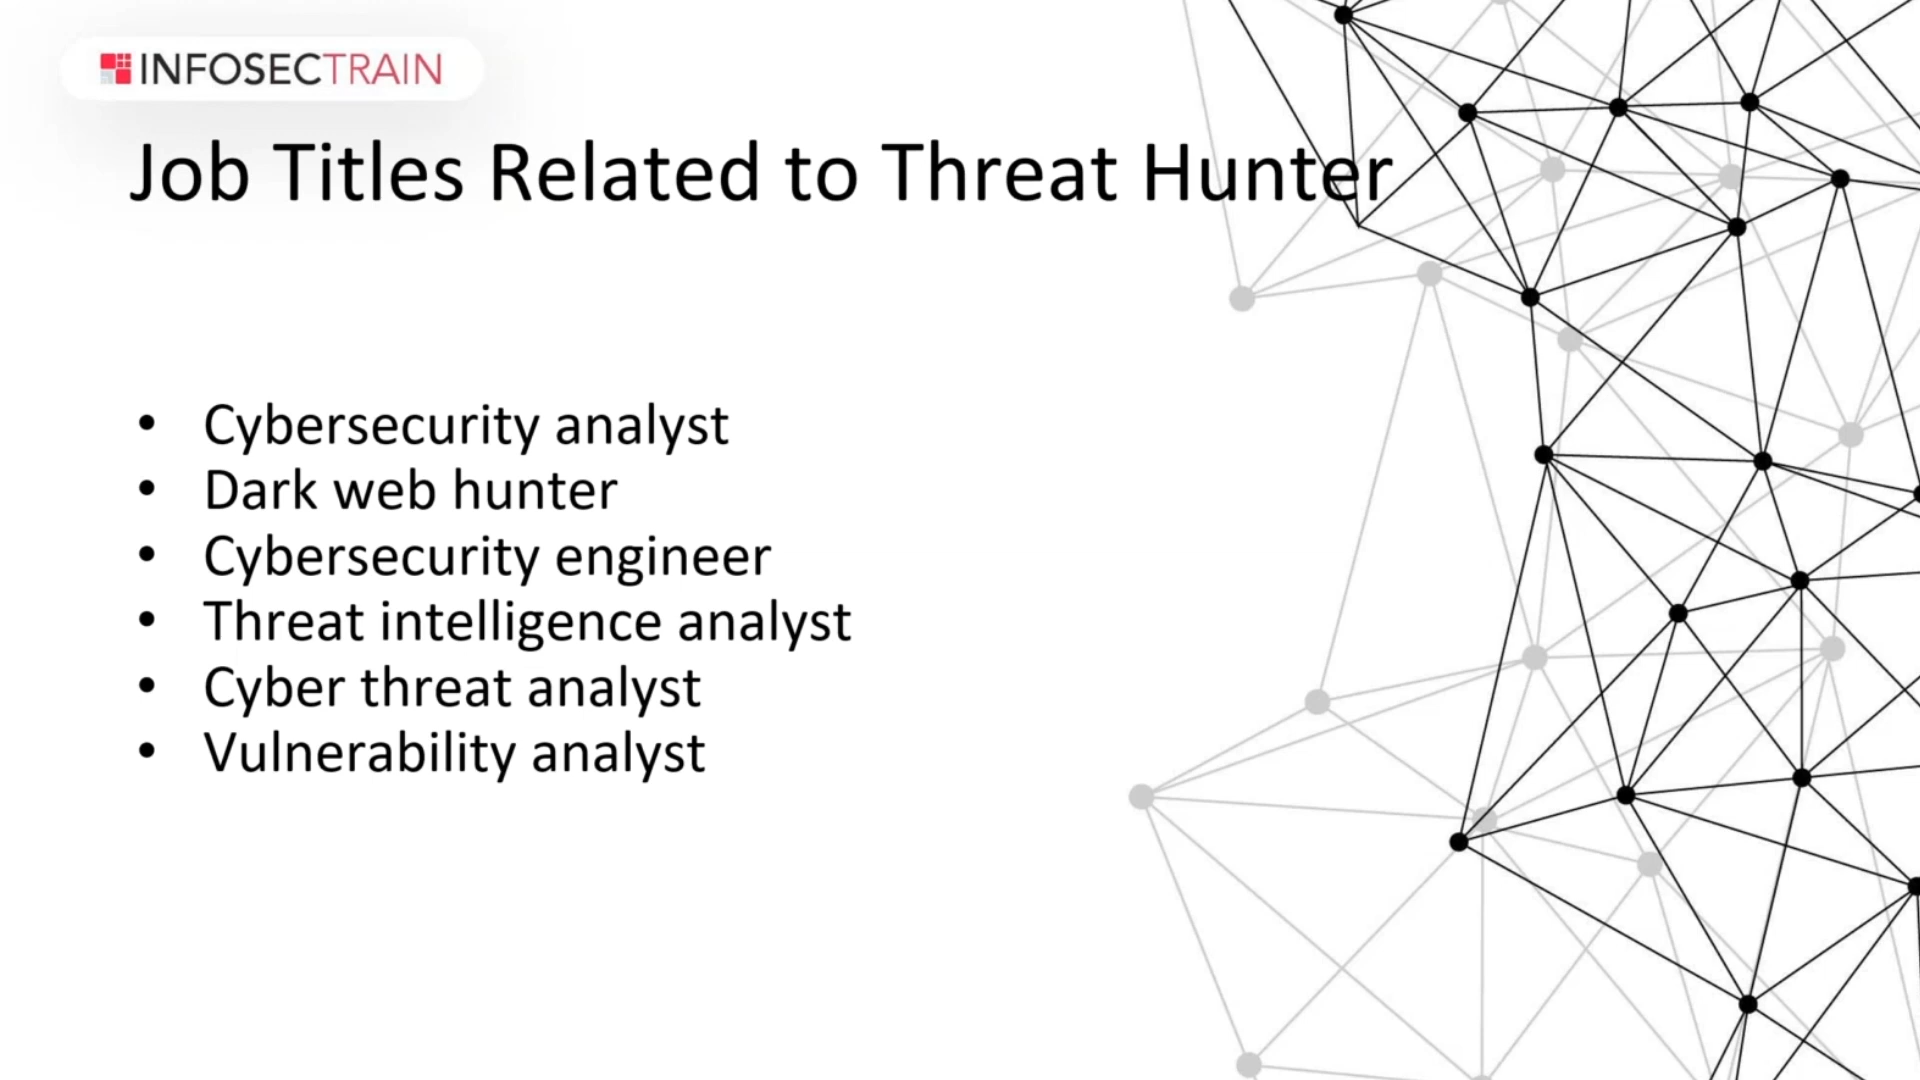 INFOSECTRAIN
Job Titles Related to Threat Hunter
• Cybersecurity analyst
• Dark web hunter
• Cybersecurity engineer
• Threat intelligence analyst
• Cyber threat analyst
• Vulnerability analyst